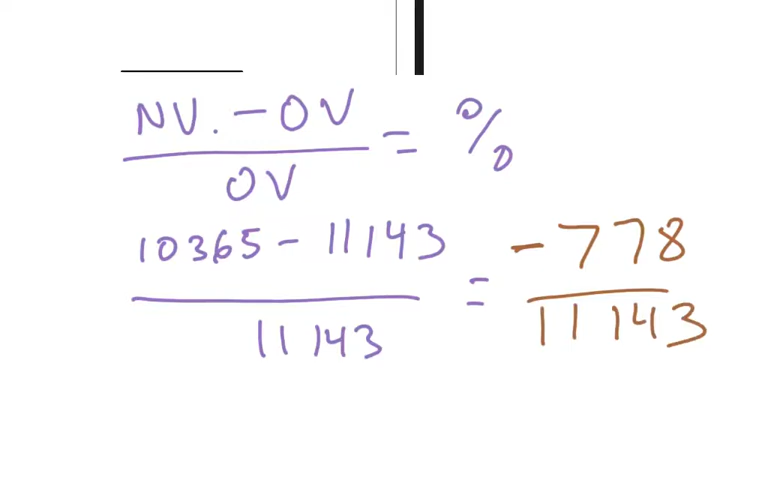 NV. - OV / OV = %
10365 - 11143 / 11143 = -778 / 11143